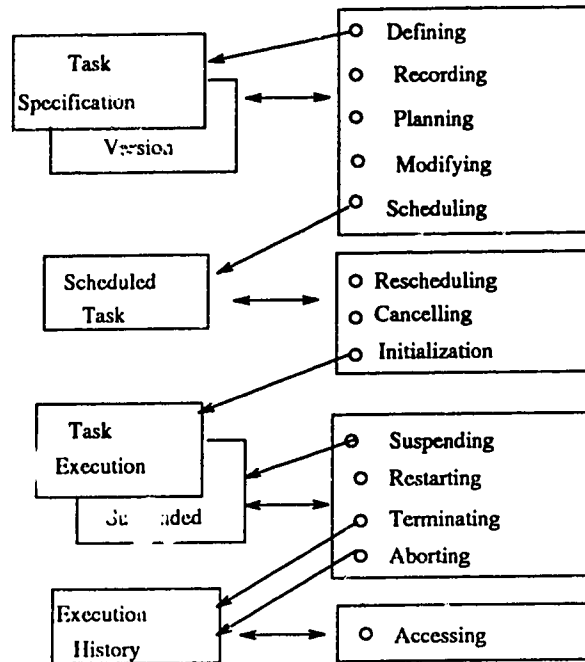 Task
Specification
Version
Defining
Recording
Planning
Modifying
Scheduling
Scheduled
Task
Rescheduling
Cancelling
Initialization
Task
Execution
Suspending
Restarting
Terminating
Aborting
Execution
History
Accessing